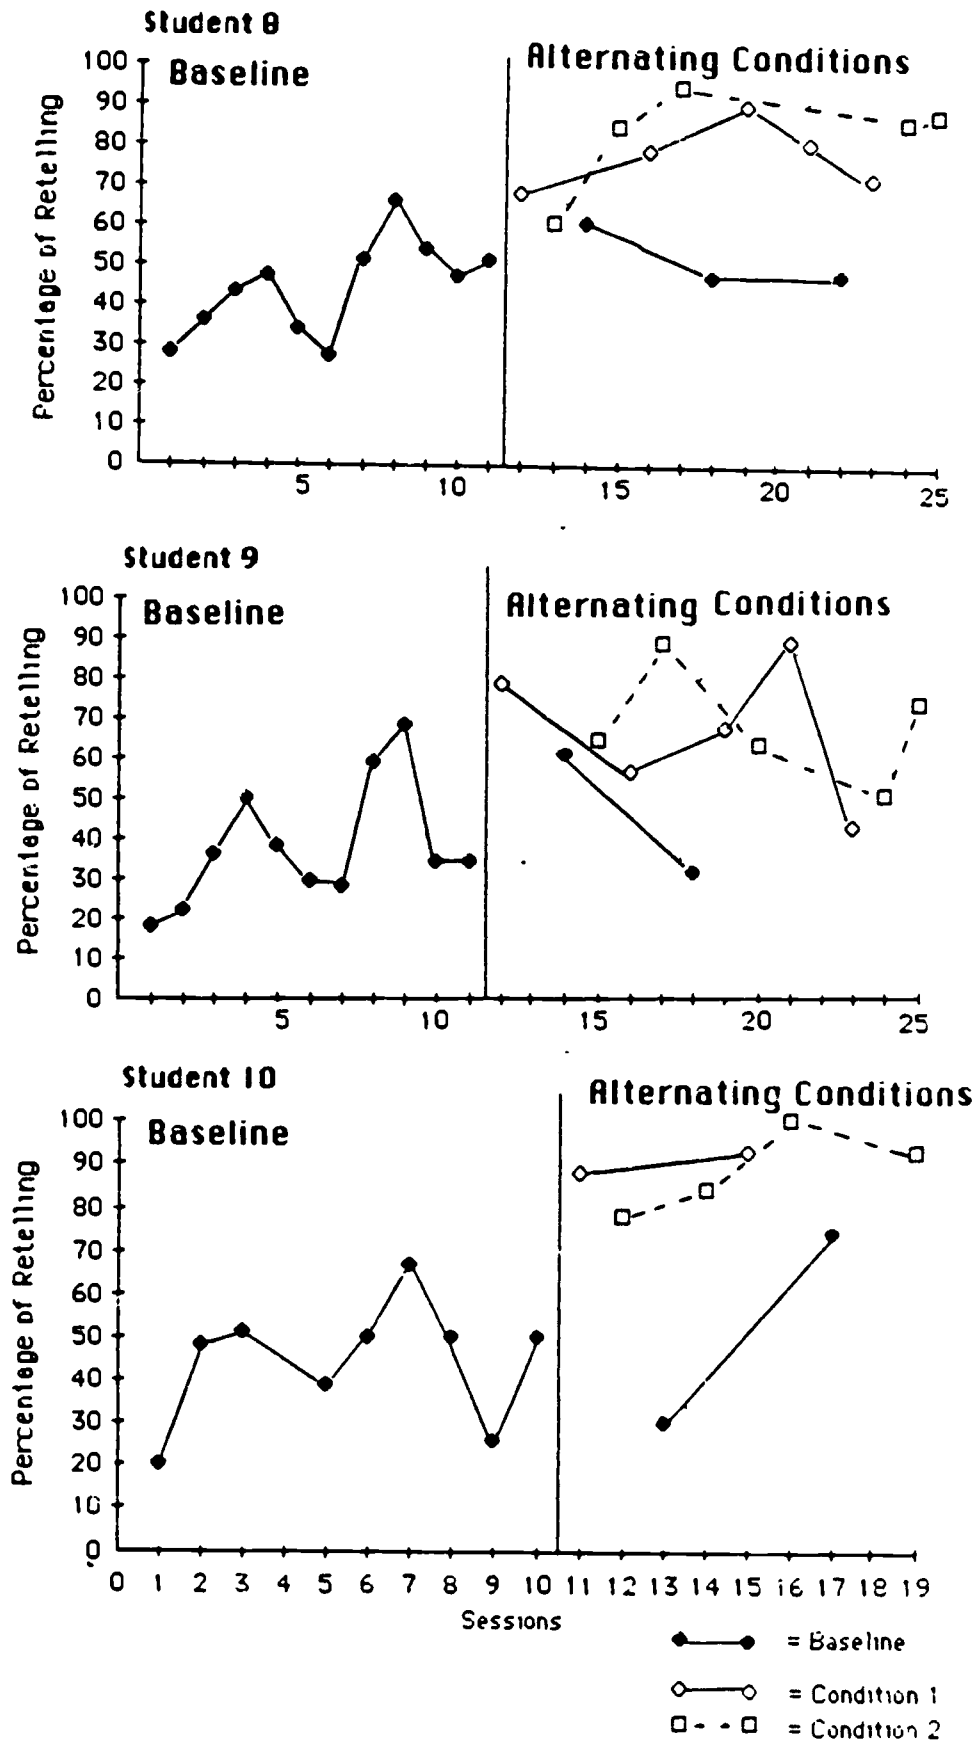 Student 8
Baseline
Alternating Conditions
Percentage of Retelling
100
90
80
70
60
50
40
30
20
10
0
5 10 15 20 25
Student 9
Baseline
Alternating Conditions
Percentage of Retelling
100
90
80
70
60
50
40
30
20
10
0
5 10 15 20 25
Student 10
Baseline
Alternating Conditions
Percentage of Retelling
100
90
80
70
60
50
40
30
20
10
0
0 1 2 3 4 5 6 7 8 9 10 11 12 13 14 15 16 17 18 19
Sessions
= Baseline
= Condition 1
= Condition 2